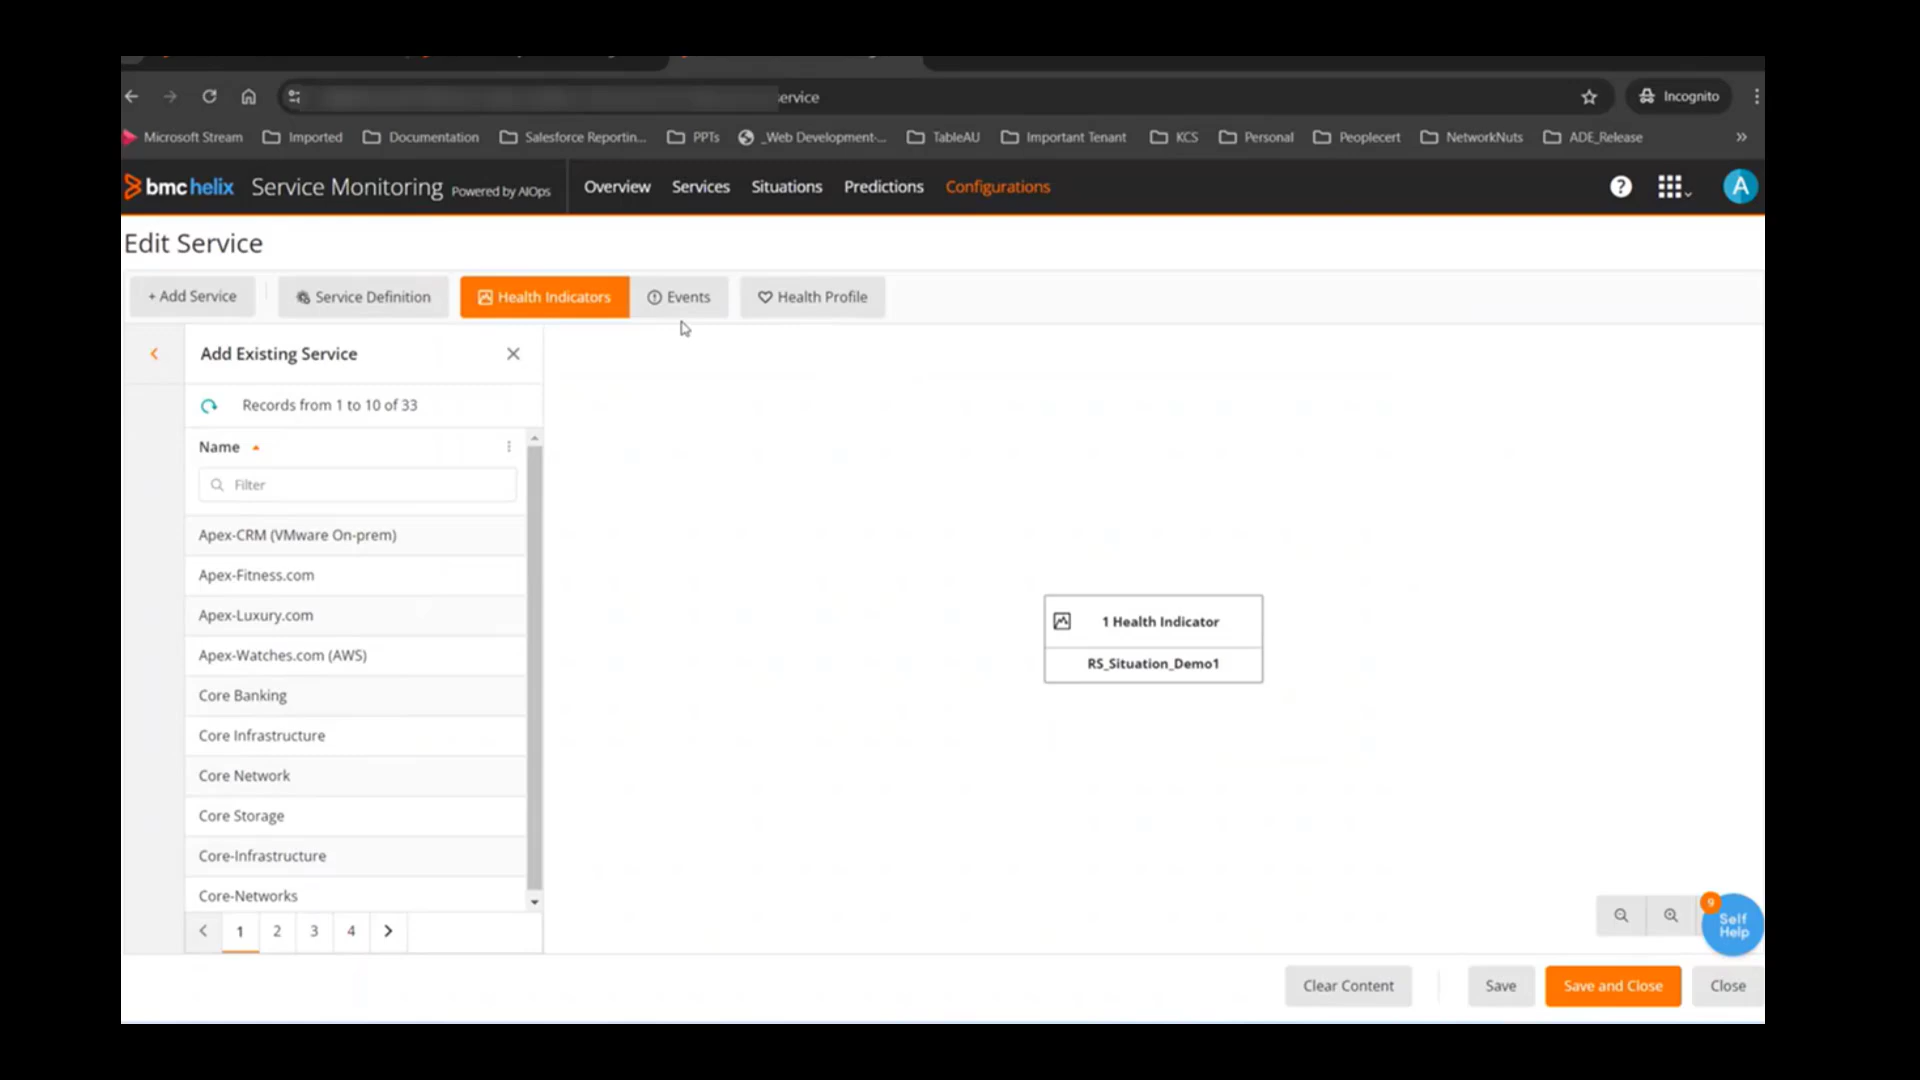 ervice
Incognito
Microsoft Stream Imported Documentation Salesforce Reportin... PPTs _Web Development-... TableAU Important Tenant KCS Personal Peoplecert NetworkNuts ADE_Release »
bmc helix Service Monitoring Powered by AIOps Overview Services Situations Predictions Configurations ? A
Edit Service
+ Add Service Service Definition Health Indicators Events Health Profile
Add Existing Service
Records from 1 to 10 of 33
Name
Filter
Apex-CRM (VMware On-prem)
Apex-Fitness.com
Apex-Luxury.com
Apex-Watches.com (AWS)
Core Banking
Core Infrastructure
Core Network
Core Storage
Core-Infrastructure
Core-Networks
1 2 3 4
1 Health Indicator
RS_Situation_Demo1
9
Self
Help
Clear Content Save Save and Close Close